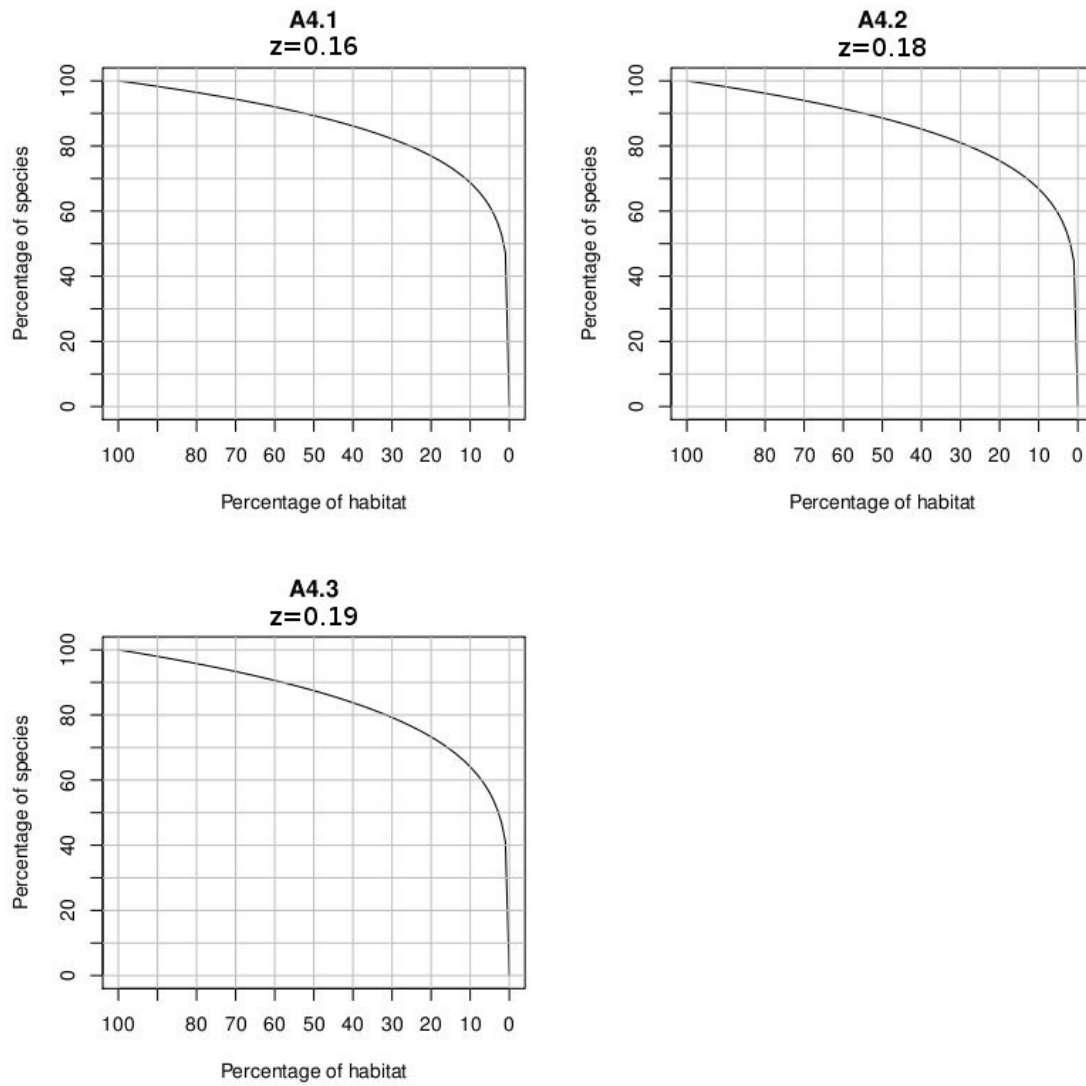 A4.1
z=0.16
Percentage of species
100
80
60
40
20
0
100 80 70 60 50 40 30 20 10 0
Percentage of habitat
A4.2
z=0.18
Percentage of species
100
80
60
40
20
0
100 80 70 60 50 40 30 20 10 0
Percentage of habitat
A4.3
z=0.19
Percentage of species
100
80
60
40
20
0
100 80 70 60 50 40 30 20 10 0
Percentage of habitat